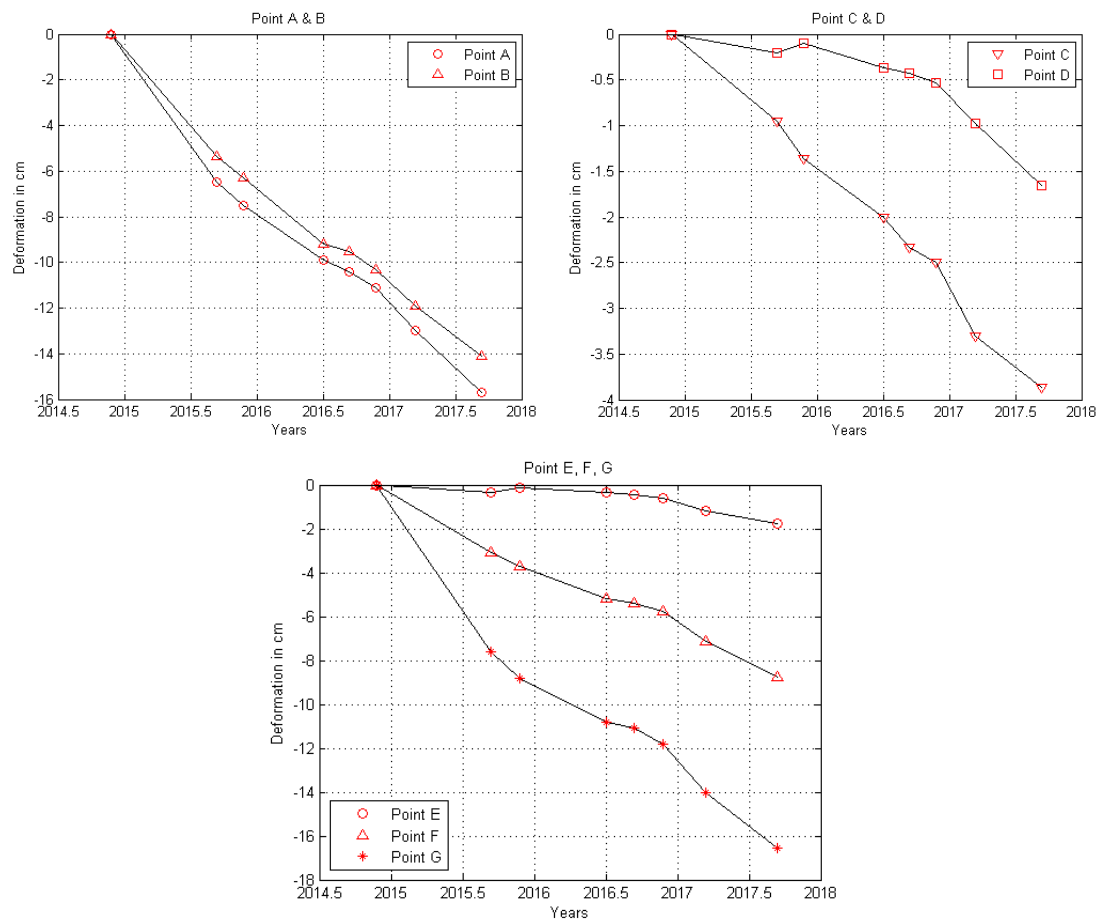 Point A & B
Deformation in cm
0
-2
-4
-6
-8
-10
-12
-14
-16
2014.5 2015 2015.5 2016 2016.5 2017 2017.5 2018
Years
Point A
Point B
Point C & D
Deformation in cm
0
-0.5
-1
-1.5
-2
-2.5
-3
-3.5
-4
2014.5 2015 2015.5 2016 2016.5 2017 2017.5 2018
Years
Point C
Point D
Point E, F, G
Deformation in cm
0
-2
-4
-6
-8
-10
-12
-14
-16
-18
2014.5 2015 2015.5 2016 2016.5 2017 2017.5 2018
Years
Point E
Point F
Point G